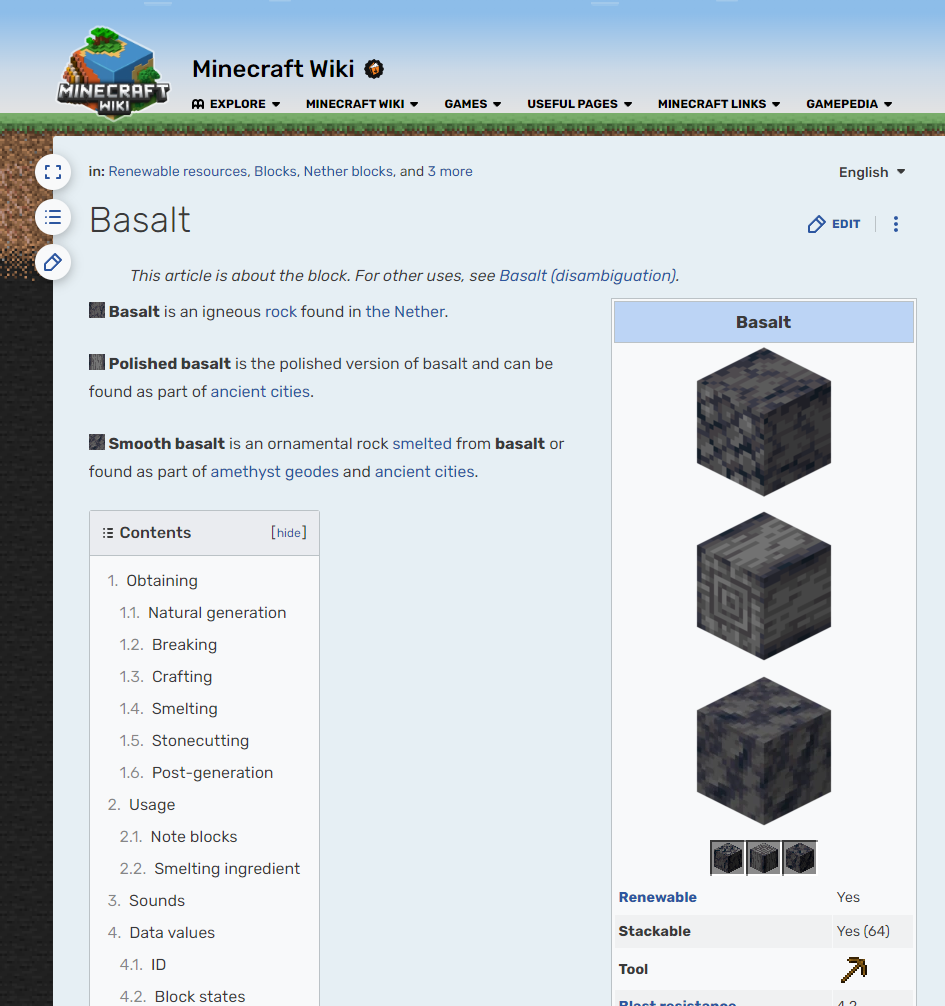 MINECRAFT
WIKI
Minecraft Wiki
EXPLORE
MINECRAFT WIKI
GAMES
USEFUL PAGES
MINECRAFT LINKS
GAMEPEDIA
in: Renewable resources, Blocks, Nether blocks, and 3 more
English
Basalt
EDIT
This article is about the block. For other uses, see Basalt (disambiguation).
Basalt is an igneous rock found in the Nether.
Polished basalt is the polished version of basalt and can be
found as part of ancient cities.
Smooth basalt is an ornamental rock smelted from basalt or
found as part of amethyst geodes and ancient cities.
Contents [hide]
1. Obtaining
1.1. Natural generation
1.2. Breaking
1.3. Crafting
1.4. Smelting
1.5. Stonecutting
1.6. Post-generation
2. Usage
2.1. Note blocks
2.2. Smelting ingredient
3. Sounds
4. Data values
4.1. ID
4.2. Block states
Basalt
Renewable Yes
Stackable Yes (64)
Tool
Blast resistance 4.2